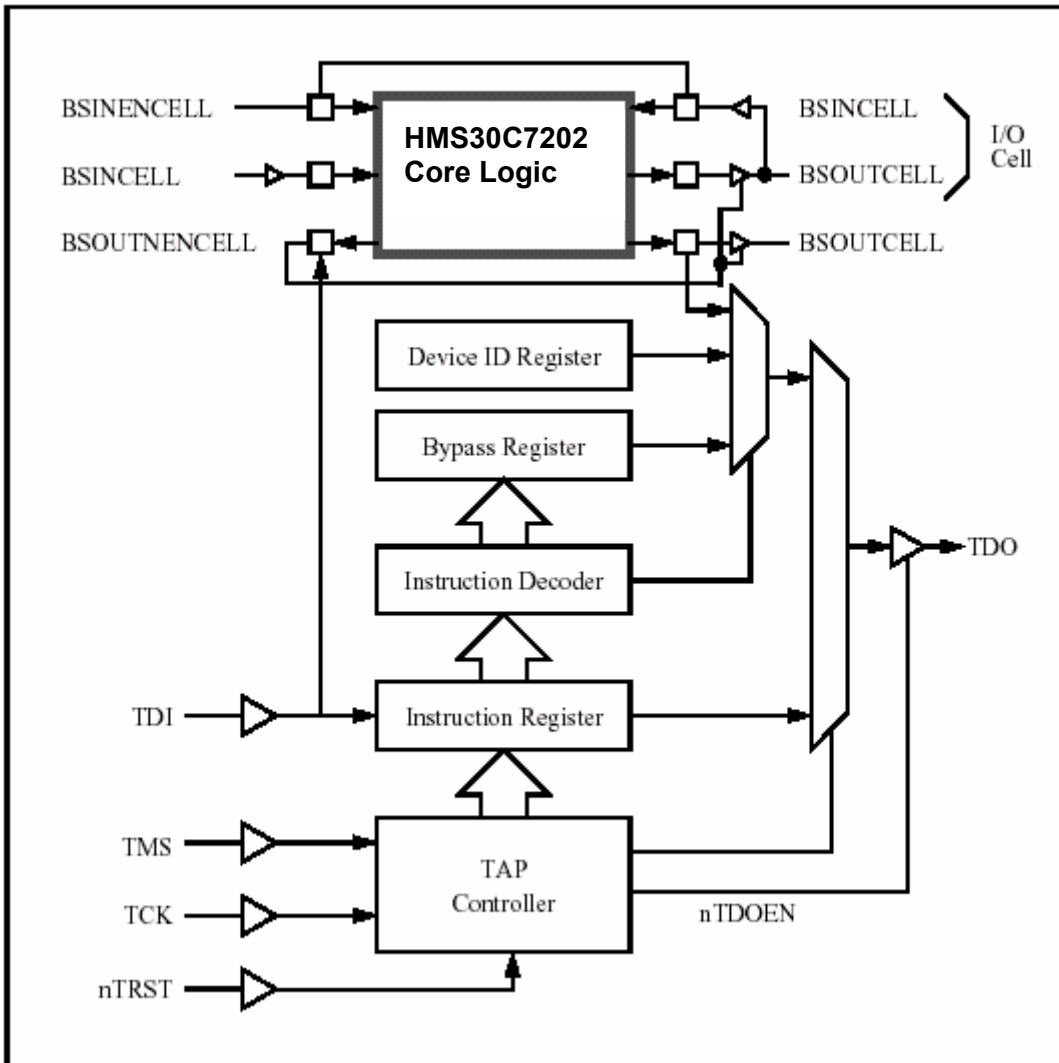 BSINENCELL
BSINCELL
BSOUTNENCELL
HMS30C7202
Core Logic
BSINCELL
BSOUTCELL
BSOUTCELL
I/O
Cell
Device ID Register
Bypass Register
Instruction Decoder
TDO
TDI
Instruction Register
TMS
TAP
Controller
TCK
nTDOEN
nTRST